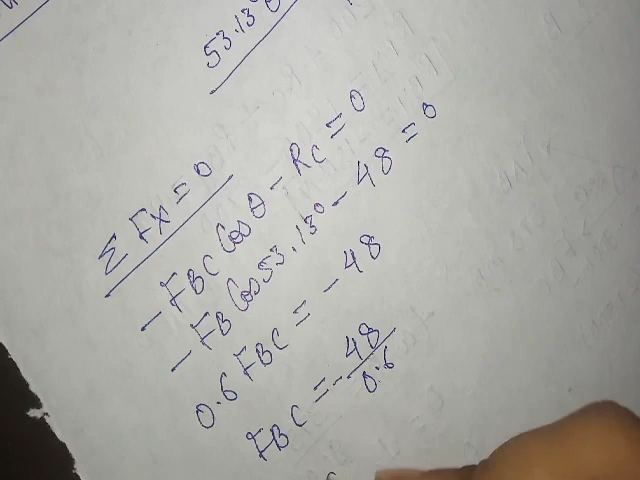 53.13°
Σ Fx = 0
- FBC Cos θ - RC = 0
- FB Cos 53.13° - 48 = 0
0.6 FBC = - 48
FBC = - 48/0.6